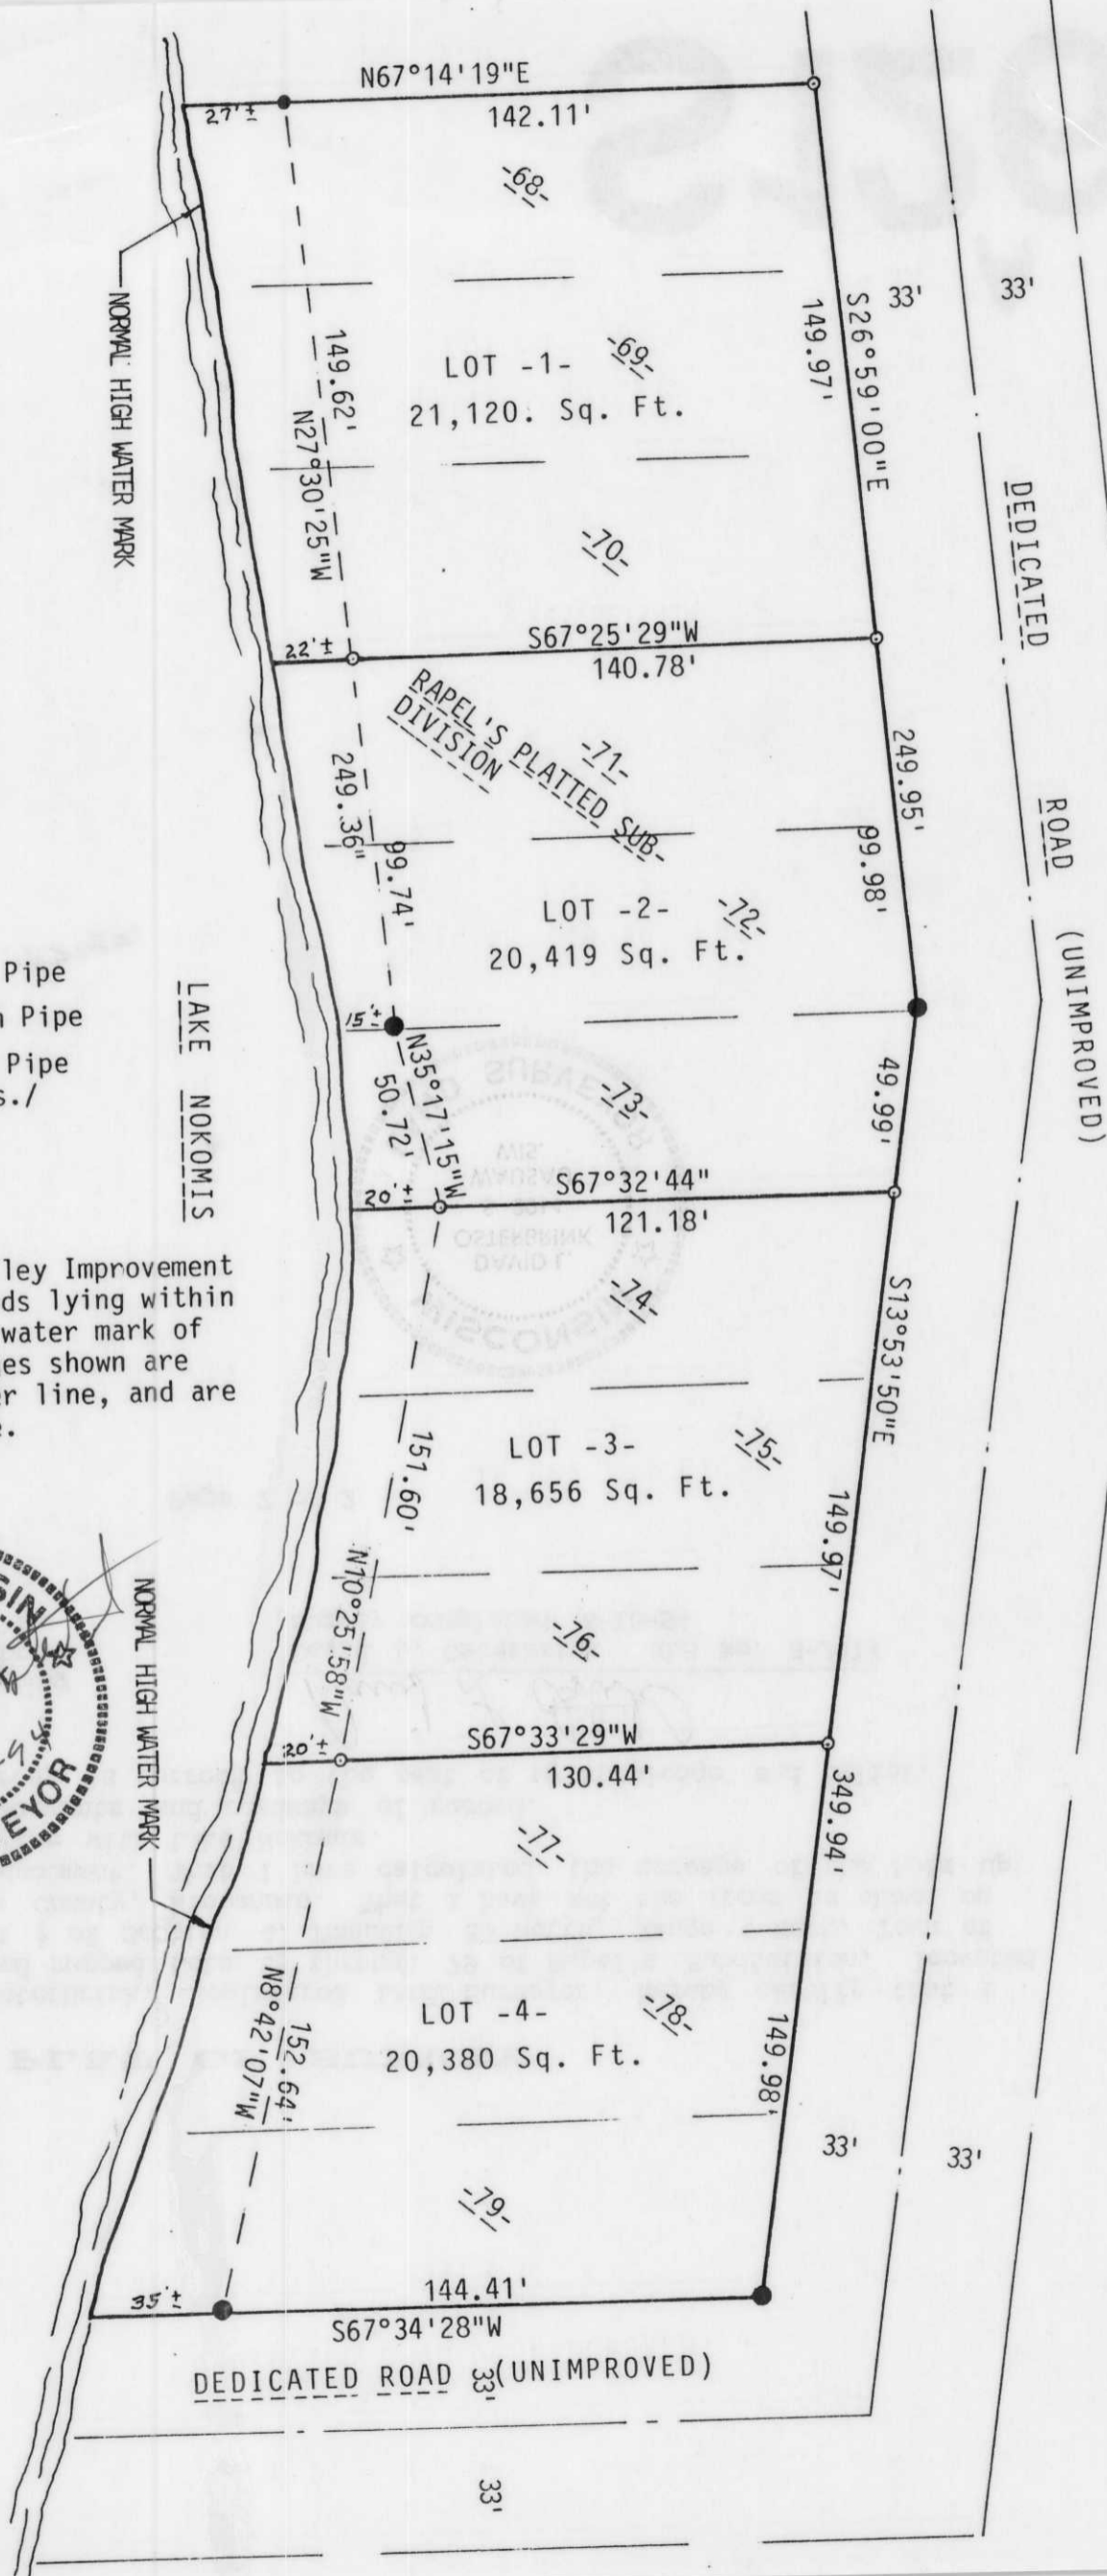 N67°14'19"E
27'±
142.11'
-68-
33'
33'
149.97'
S26°59'00"E
149.62'
N27°30'25"W
LOT -1-
-69-
21,120. Sq. Ft.
NORMAL HIGH WATER MARK
DEDICATED ROAD (UNIMPROVED)
-70-
22'±
S67°25'29"W
140.78'
RAPEL'S PLATTED SUB-
DIVISION
-71-
249.95'
249.36"
99.74'
99.98'
LOT -2-
-72-
20,419 Sq. Ft.
Pipe
Pipe
Pipe
s./
LAKE NOKOMIS
15'±
N35°17'15"W
50.72'
-73-
49.99'
20'±
S67°32'44"
121.18'
ley Improvement
ds lying within
water mark of
es shown are
er line, and are
-74-
S13°53'50"E
LOT -3-
-75-
18,656 Sq. Ft.
151.60'
149.97'
N10°25'58"W
-76-
SIN
EYOR
NORMAL HIGH WATER MARK
20'±
S67°33'29"W
130.44'
349.94'
-77-
N8°42'07"W
152.64'
LOT -4-
-78-
20,380 Sq. Ft.
149.98'
33'
33'
-79-
35'±
144.41'
S67°34'28"W
DEDICATED ROAD 33' (UNIMPROVED)
33'